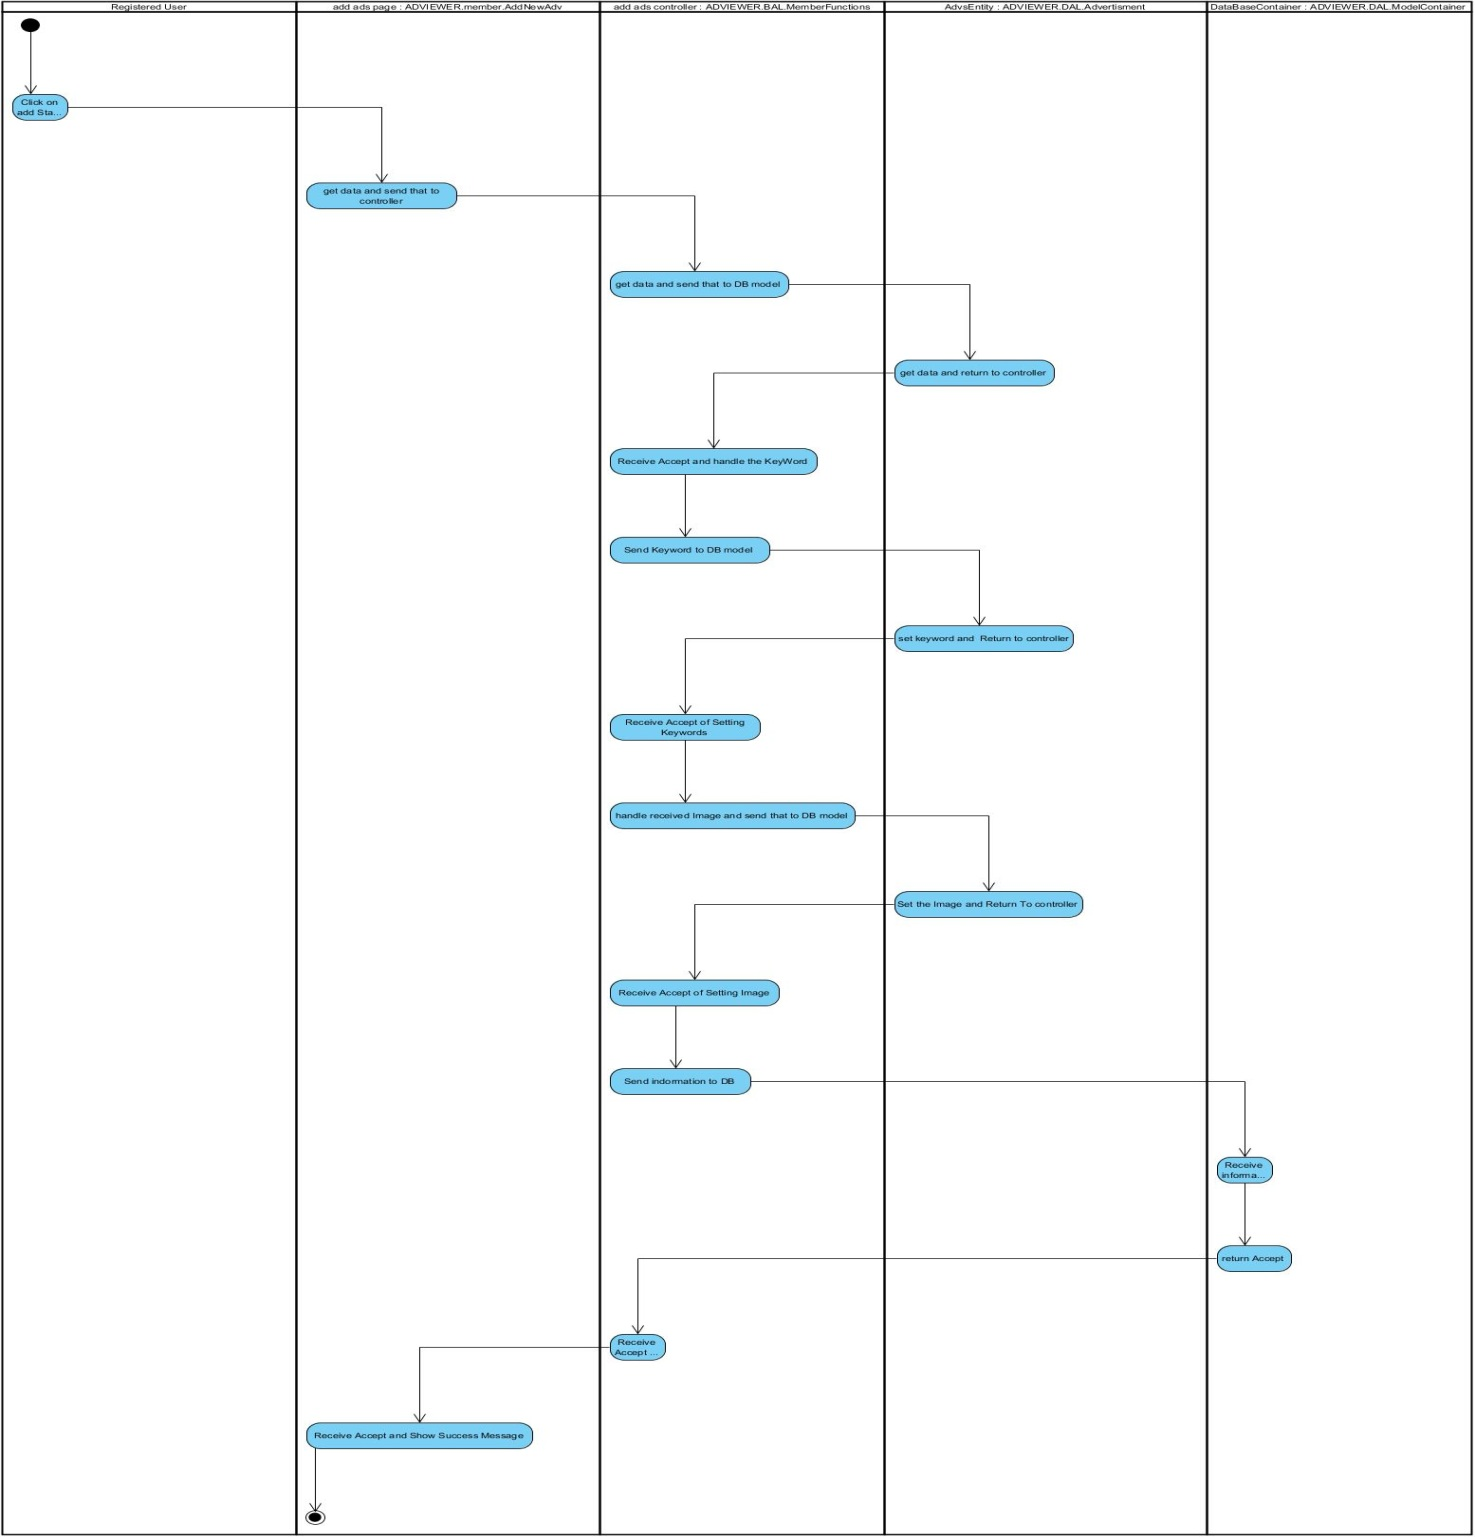 Registered User
add ads page : ADVIEWER.member.AddNewAdv
add ads controller : ADVIEWER.BAL.MemberFunctions
AdvsEntity : ADVIEWER.DAL.Advertisment
DataBaseContainer : ADVIEWER.DAL.ModelContainer
Click on
add Sta...
get data and send that to
controller
get data and send that to DB model
get data and return to controller
Receive Accept and handle the KeyWord
Send Keyword to DB model
set keyword and Return to controller
Receive Accept of Setting
Keywords
handle received Image and send that to DB model
Set the Image and Return To controller
Receive Accept of Setting Image
Send indormation to DB
Receive
informa...
return Accept
Receive
Accept ...
Receive Accept and Show Success Message